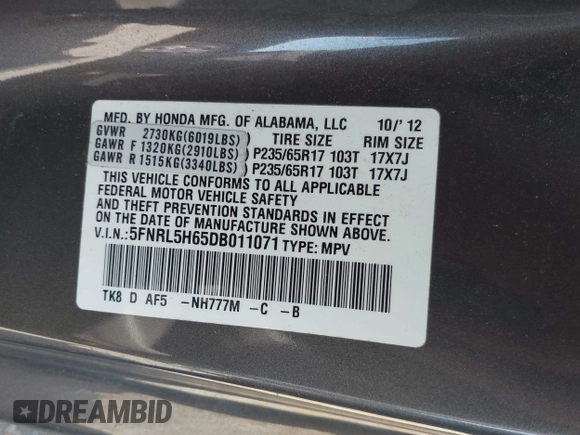 MFD. BY HONDA MFG. OF ALABAMA, LLC 10/'12
GVWR 2730KG(6019LBS) TIRE SIZE RIM SIZE
GAWR F 1320KG(2910LBS) P235/65R17 103T 17X7J
GAWR R 1515KG(3340LBS) P235/65R17 103T 17X7J
THIS VEHICLE CONFORMS TO ALL APPLICABLE
FEDERAL MOTOR VEHICLE SAFETY
AND THEFT PREVENTION STANDARDS IN EFFECT
ON THE DATE OF MANUFACTURE SHOWN ABOVE.
V.I.N.:5FNRL5H65DB011071 TYPE: MPV
TK8 D AF5 -NH777M -C -B
DREAMBID